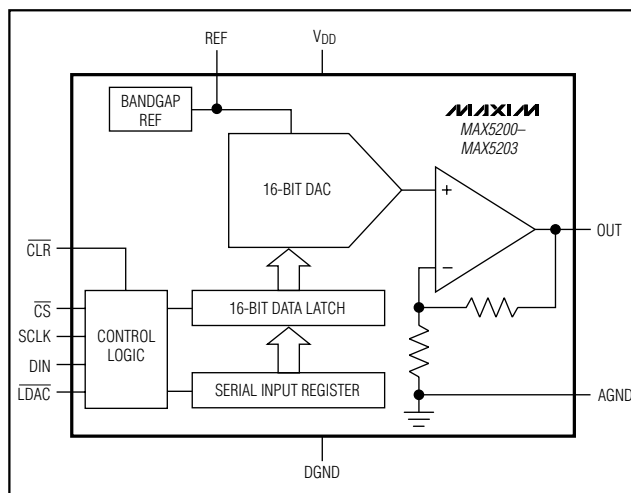 REF
VDD
BANDGAP
REF
MAXIM
MAX5200–
MAX5203
16-BIT DAC
+
OUT
CLR
−
CS
16-BIT DATA LATCH
SCLK
CONTROL
LOGIC
DIN
LDAC
SERIAL INPUT REGISTER
AGND
DGND